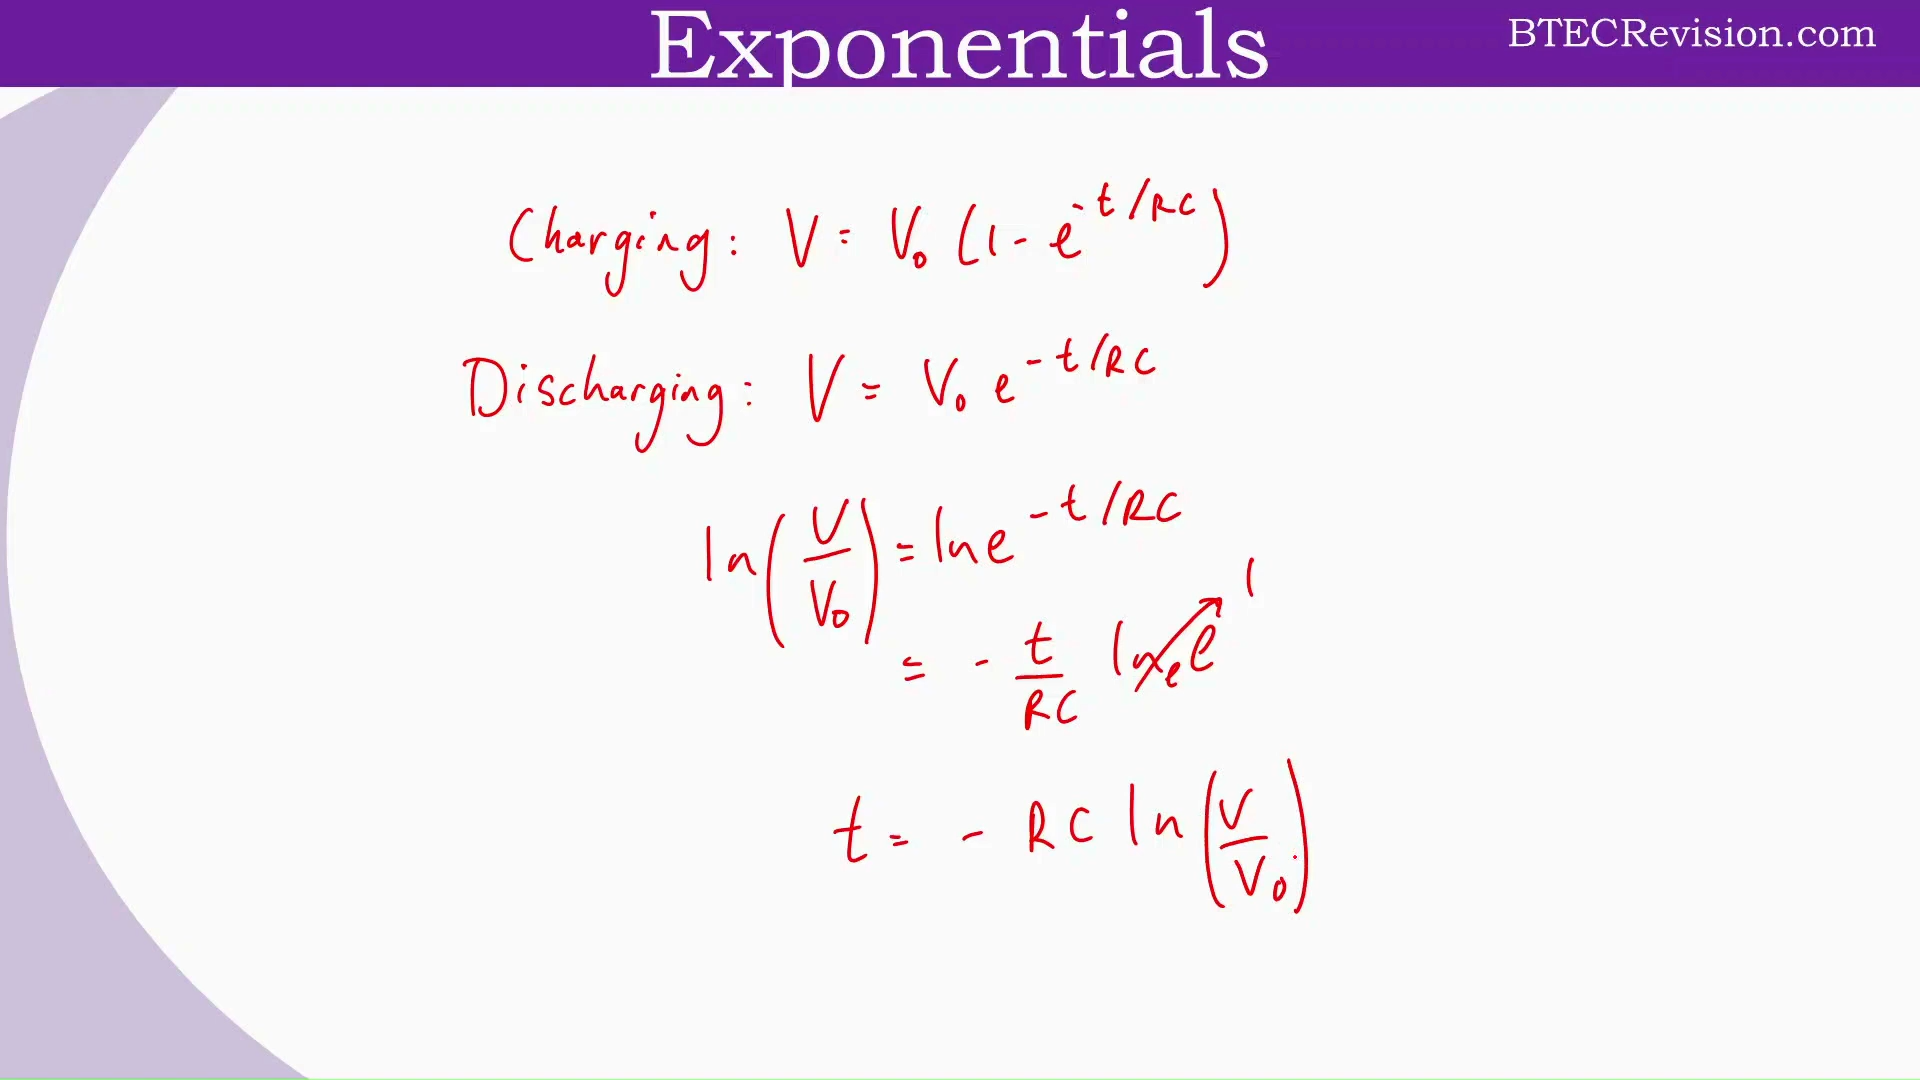 Exponentials
BTECRevision.com
Charging: V = V₀ (1 - e^-t/RC)
Discharging: V = V₀ e^-t/RC
ln(V/V₀) = ln e^-t/RC
= - t/RC lnₑe 1
t = - RC ln(V/V₀)